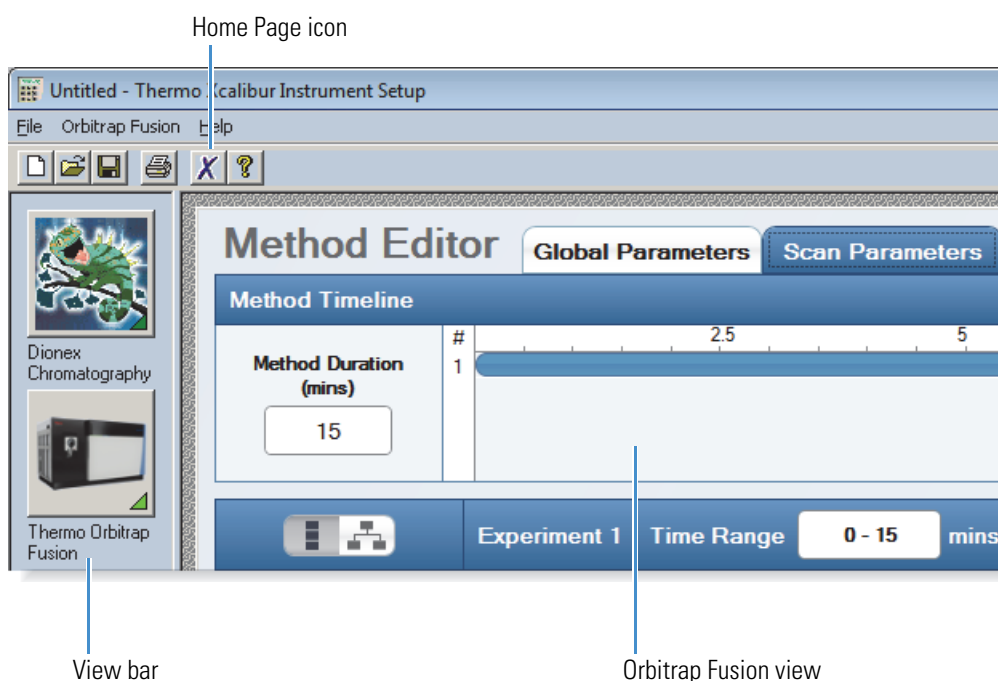 Home Page icon
Untitled - Thermo Xcalibur Instrument Setup
File Orbitrap Fusion Help
X ?
Method Editor Global Parameters Scan Parameters
Method Timeline
# 2.5 5
Method Duration
(mins)
1
15
Dionex
Chromatography
Experiment 1 Time Range 0 - 15 mins
Thermo Orbitrap
Fusion
View bar Orbitrap Fusion view